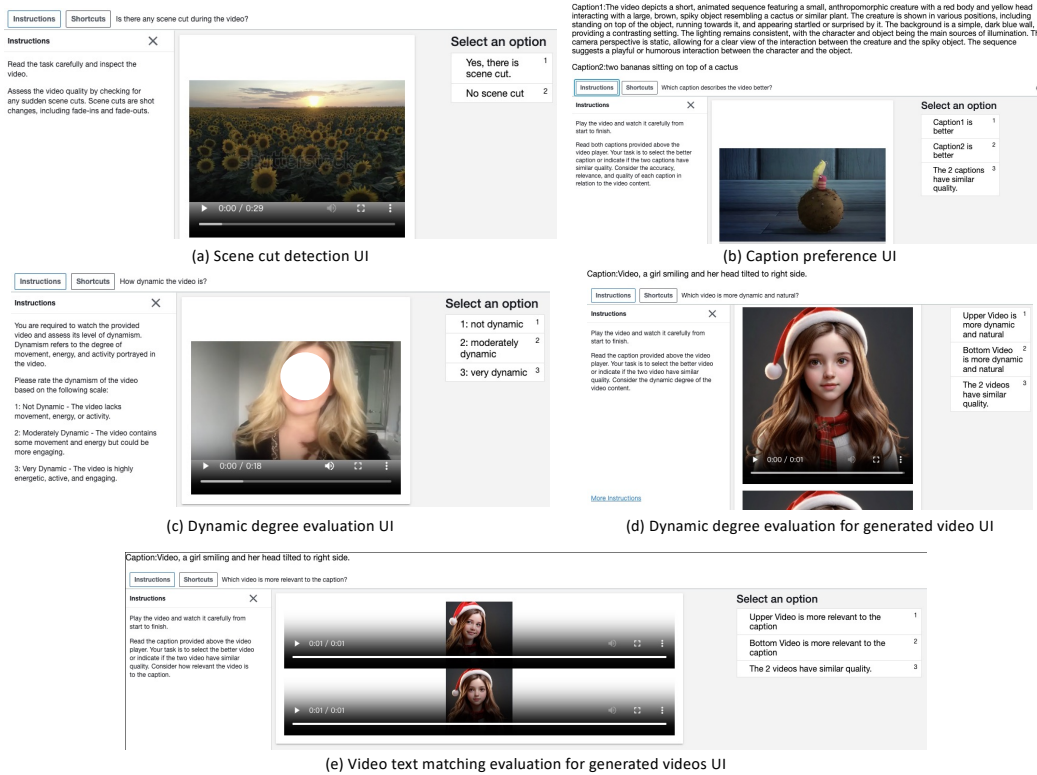 Instructions Shortcuts Is there any scene cut during the video?
Instructions
Read the task carefully and inspect the
video.
Assess the video quality by checking for
any sudden scene cuts. Scene cuts are shot
changes, including fade-ins and fade-outs.
0:00 / 0:29
Select an option
Yes, there is 1
scene cut.
No scene cut 2
(a) Scene cut detection UI
Caption1:The video depicts a short, animated sequence featuring a small, anthropomorphic creature with a red body and yellow head
interacting with a large, brown, spiky object resembling a cactus or similar plant. The creature is shown in various positions, including
standing on top of the object, running towards it, and appearing startled or surprised by it. The background is a simple, dark blue wall,
providing a contrasting setting. The lighting remains consistent, with the character and object being the main sources of illumination.
camera perspective is static, allowing for a clear view of the interaction between the creature and the spiky object. The sequence
suggests a playful or humorous interaction between the character and the object.
Caption2:two bananas sitting on top of a cactus
Instructions Shortcuts Which caption describes the video better?
Instructions
Play the video and watch it carefully from
start to finish.
Read both captions provided above the
video player. Your task is to select the better
caption or indicate if the two captions have
similar quality. Consider the accuracy,
relevance, and quality of each caption in
relation to the video content.
Select an option
Caption1 is 1
better
Caption2 is 2
better
The 2 captions 3
have similar
quality.
(b) Caption preference UI
Instructions Shortcuts How dynamic the video is?
Instructions
You are required to watch the provided
video and assess its level of dynamism.
Dynamism refers to the degree of
movement, energy, and activity portrayed in
the video.
Please rate the dynamism of the video
based on the following scale:
1: Not Dynamic - The video lacks
movement, energy, or activity.
2: Moderately Dynamic - The video contains
some movement and energy but could be
more engaging.
3: Very Dynamic - The video is highly
energetic, active, and engaging.
0:00 / 0:18
Select an option
1: not dynamic 1
2: moderately 2
dynamic
3: very dynamic 3
(c) Dynamic degree evaluation UI
Caption:Video, a girl smiling and her head tilted to right side.
Instructions Shortcuts Which video is more dynamic and natural?
Instructions
Play the video and watch it carefully from
start to finish.
Read the caption provided above the video
player. Your task is to select the better video
or indicate if the two video have similar
quality. Consider the dynamic degree of the
video content.
More Instructions
0:00 / 0:01
Upper Video is 1
more dynamic
and natural
Bottom Video 2
is more dynamic
and natural
The 2 videos 3
have similar
quality.
(d) Dynamic degree evaluation for generated video UI
Caption:Video, a girl smiling and her head tilted to right side.
Instructions Shortcuts Which video is more relevant to the caption?
Instructions
Play the video and watch it carefully from
start to finish.
Read the caption provided above the video
player. Your task is to select the better video
or indicate if the two video have similar
quality. Consider how relevant the video is
to the caption.
0:01 / 0:01
0:01 / 0:01
Select an option
Upper Video is more relevant to the 1
caption
Bottom Video is more relevant to the 2
caption
The 2 videos have similar quality. 3
(e) Video text matching evaluation for generated videos UI